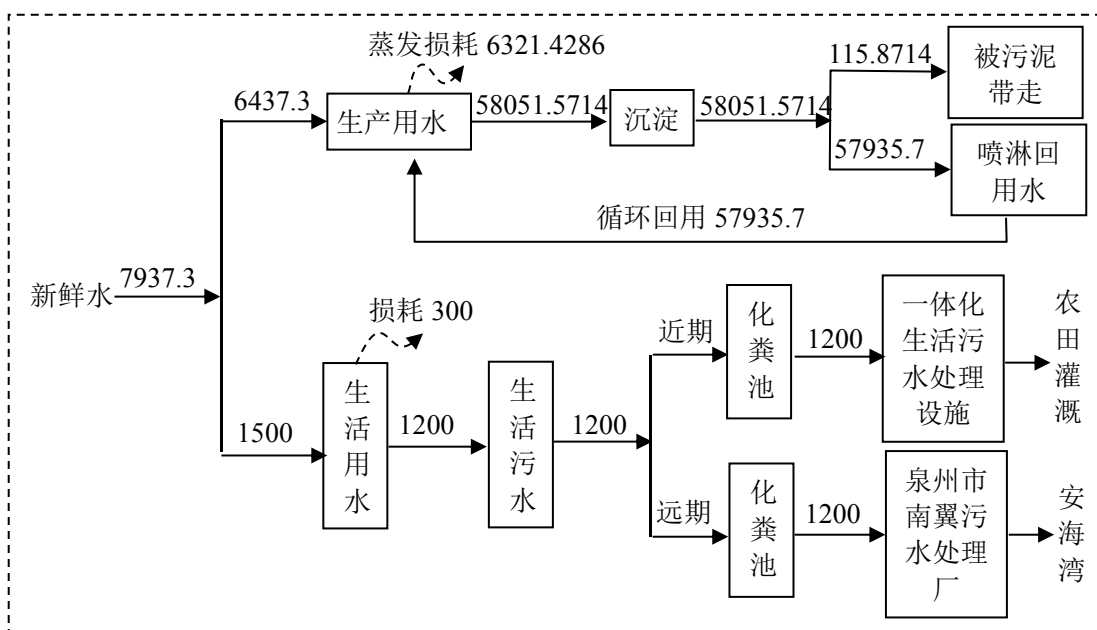 蒸发损耗 6321.4286
115.8714
被污泥
带走
6437.3
生产用水
58051.5714
沉淀
58051.5714
57935.7
喷淋回
用水
循环回用 57935.7
新鲜水
7937.3
损耗 300
1500
生
活
用
水
1200
生
活
污
水
1200
近期
化
粪
池
1200
一体化
生活污
水处理
设施
农
田
灌
溉
远期
化
粪
池
1200
泉州市
南翼污
水处理
厂
安
海
湾